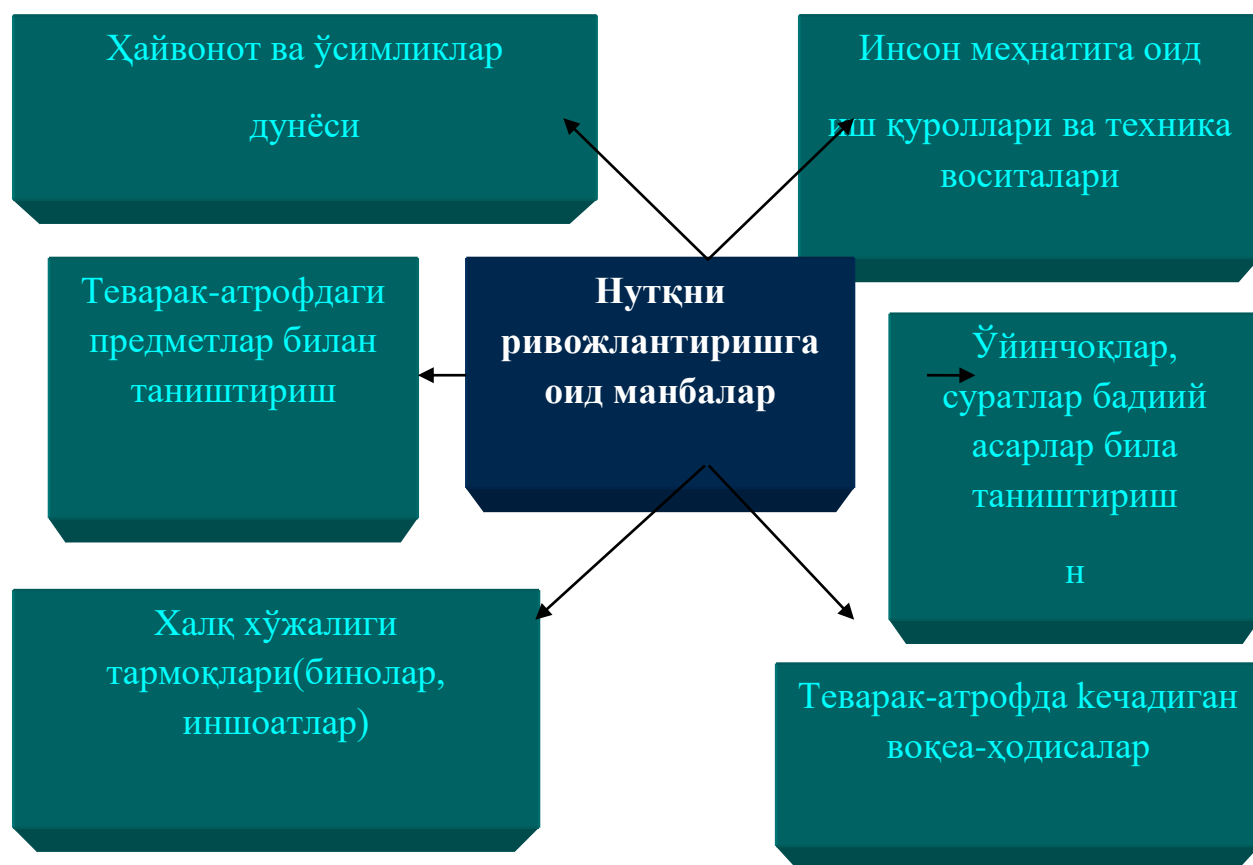 Ҳайвонот ва ўсимликлар
дунёси
Инсон меҳнатига оид
иш қуроллари ва техника
воситалари
Теварак-атрофдаги
предметлар билан
таништириш
Нутқни
ривожлантиришга
оид манбалар
Ўйинчоқлар,
суратлар бадиий
асарлар била
таништириш
н
Халқ хўжалиги
тармоқлари(бинолар,
иншоатлар)
Теварак-атрофда kечадиган
воқеа-ҳодисалар